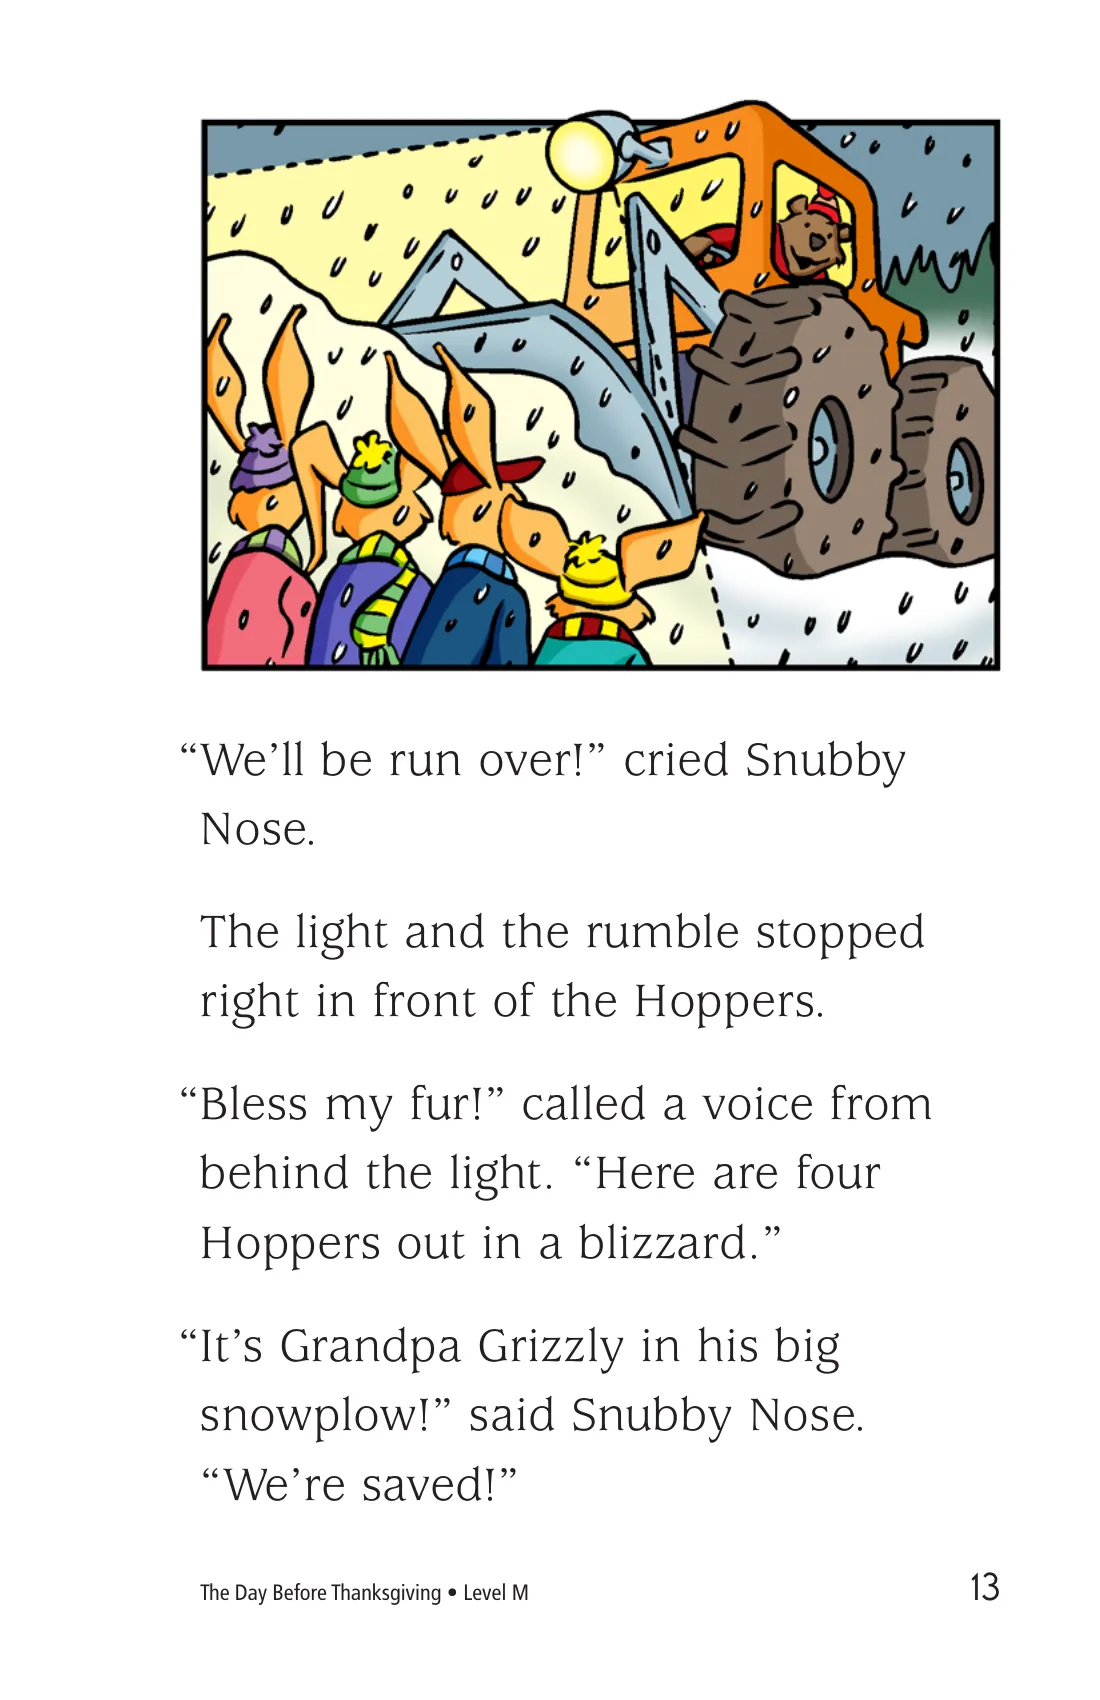 “We’ll be run over!” cried Snubby
Nose.
The light and the rumble stopped
right in front of the Hoppers.
“Bless my fur!” called a voice from
behind the light. “Here are four
Hoppers out in a blizzard.”
“It’s Grandpa Grizzly in his big
snowplow!” said Snubby Nose.
“We’re saved!”
The Day Before Thanksgiving • Level M
13